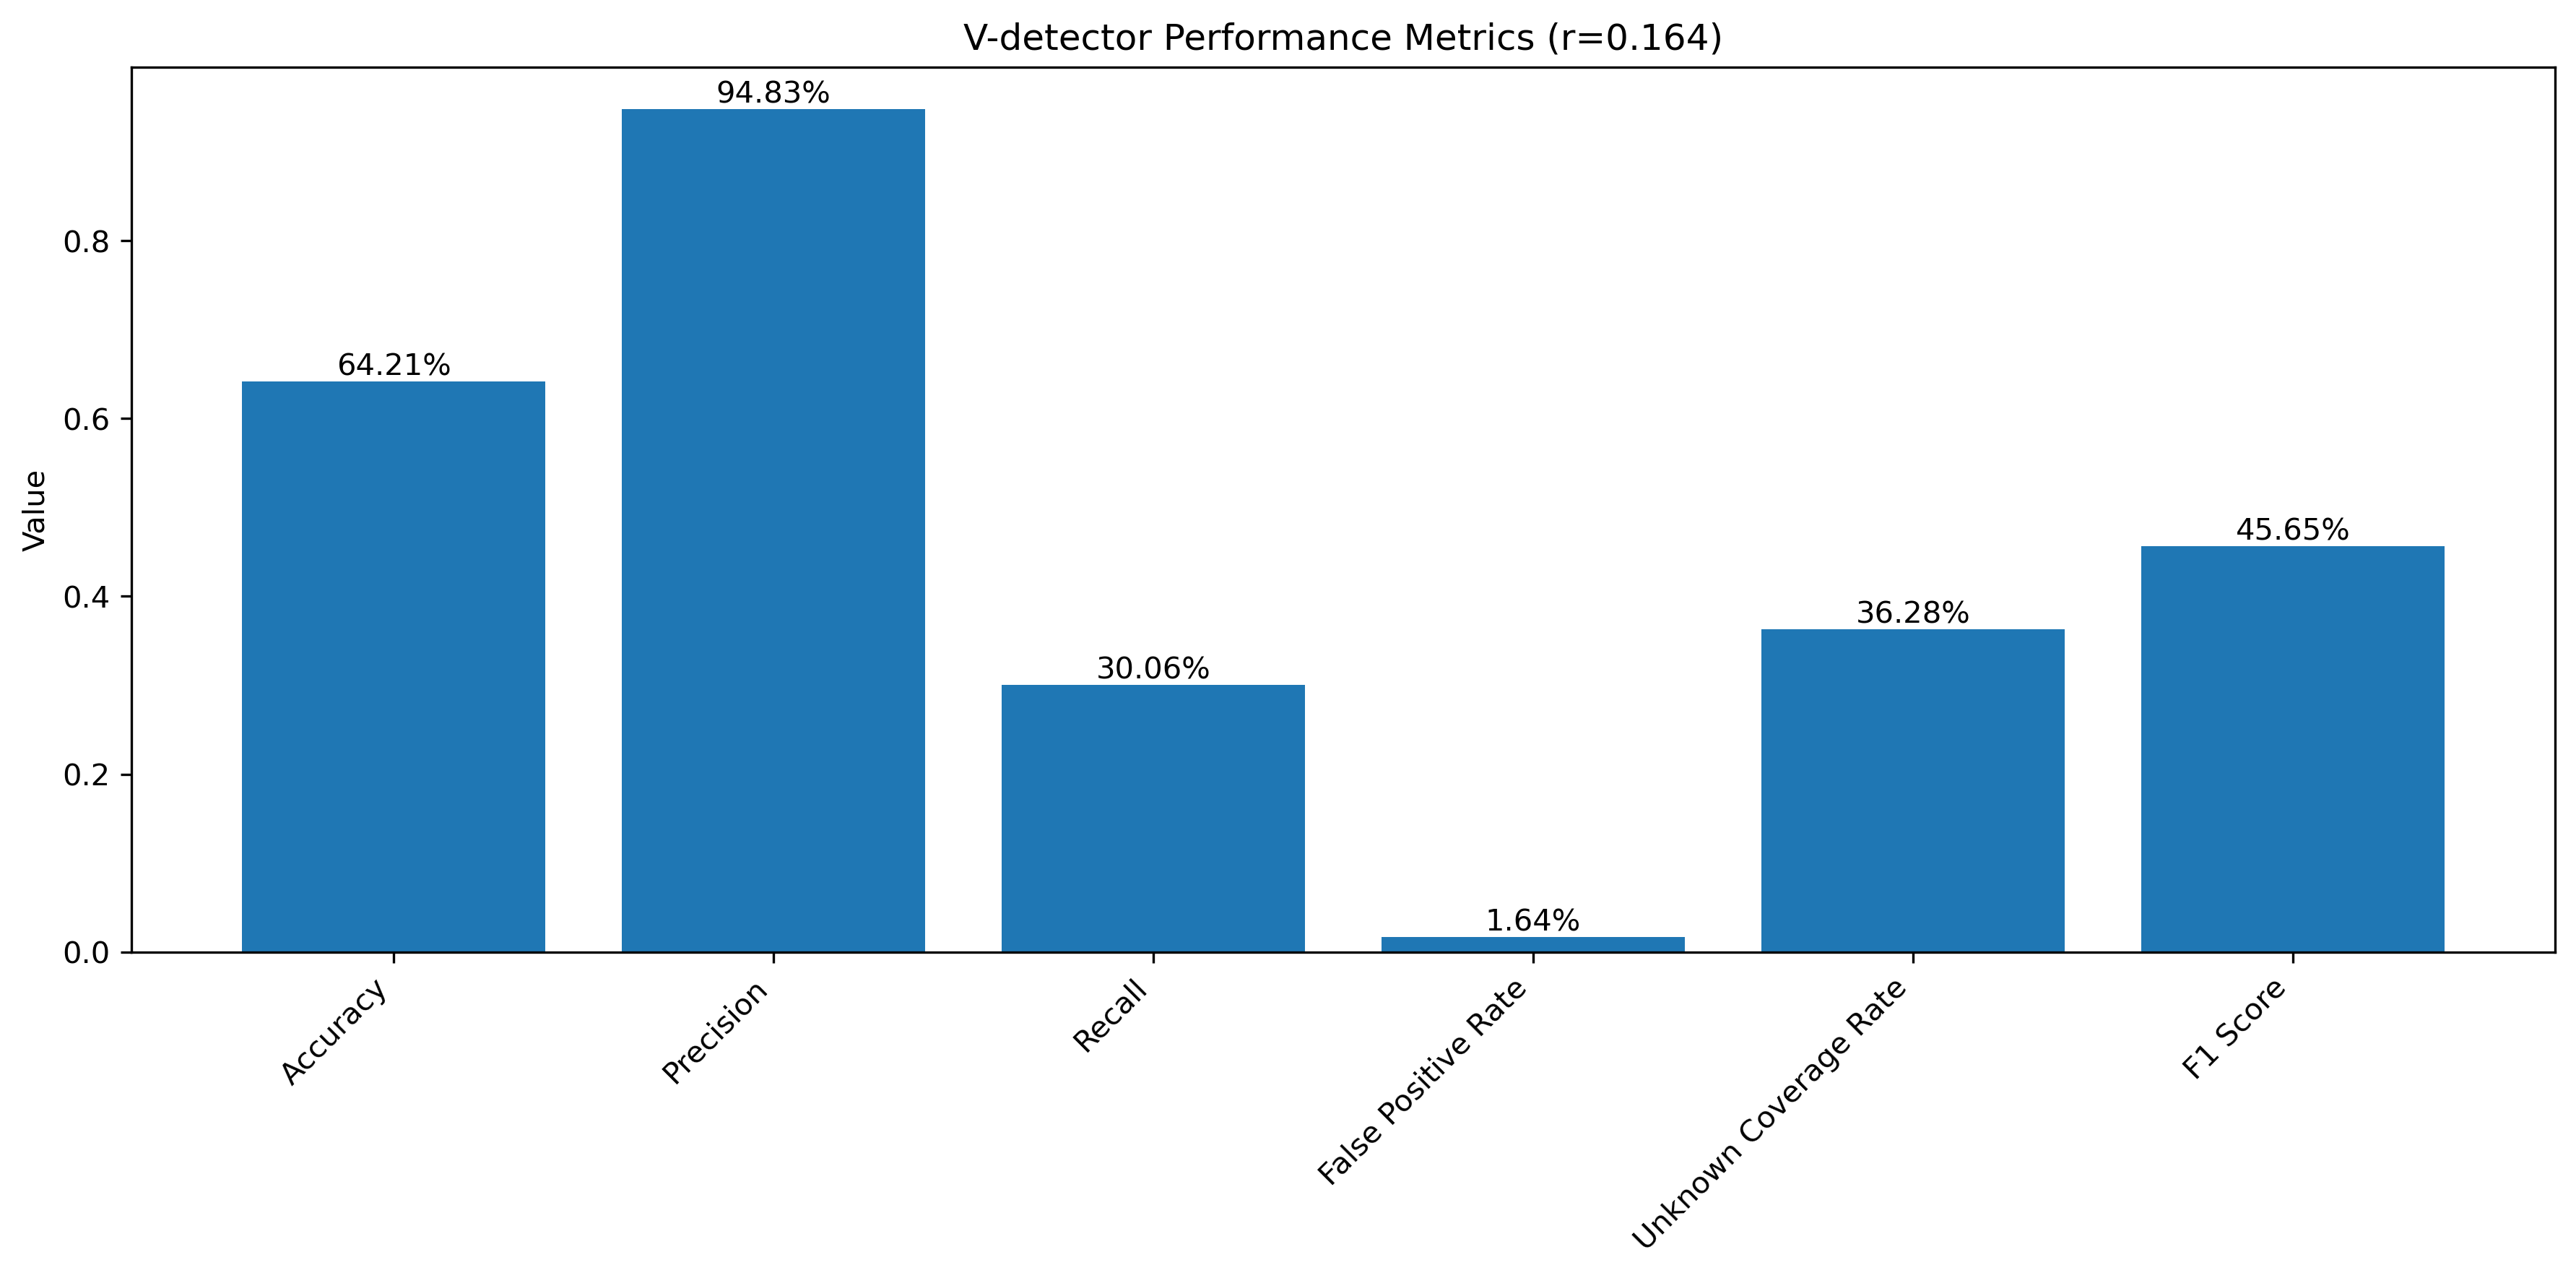 V-detector Performance Metrics (r=0.164)
Value
0.8
0.6
0.4
0.2
0.0
64.21%
94.83%
30.06%
1.64%
36.28%
45.65%
Accuracy
Precision
Recall
False Positive Rate
Unknown Coverage Rate
F1 Score